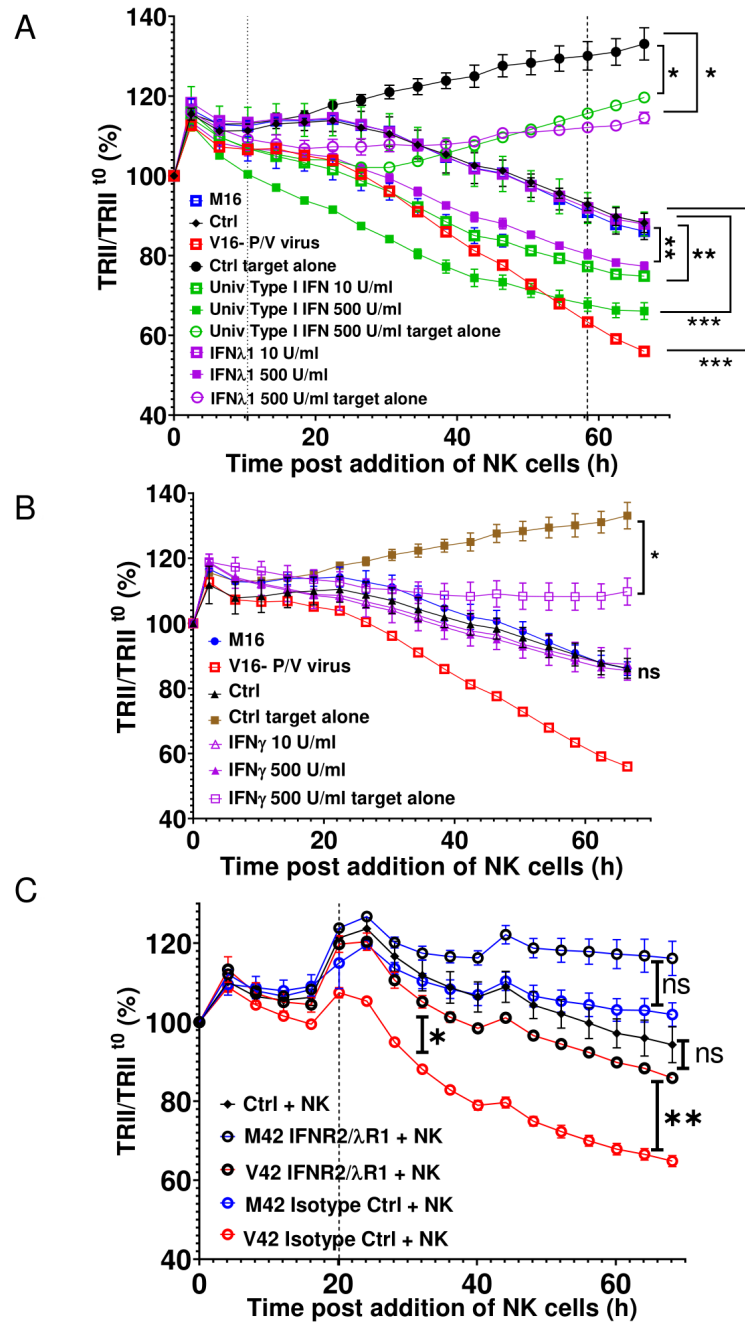 A
TRII/TRII t0 (%)
140
120
100
80
60
40
M16
Ctrl
V16- P/V virus
Ctrl target alone
Univ Type I IFN 10 U/ml
Univ Type I IFN 500 U/ml
Univ Type I IFN 500 U/ml target alone
IFNλ1 10 U/ml
IFNλ1 500 U/ml
IFNλ1 500 U/ml target alone
*
*
**
**
***
***
0 20 40 60
Time post addition of NK cells (h)
B
TRII/TRII t0 (%)
140
120
100
80
60
40
M16
V16- P/V virus
Ctrl
Ctrl target alone
IFNγ 10 U/ml
IFNγ 500 U/ml
IFNγ 500 U/ml target alone
*
ns
0 20 40 60
Time post addition of NK cells (h)
C
TRII/TRII t0 (%)
120
100
80
60
40
Ctrl + NK
M42 IFNR2/λR1 + NK
V42 IFNR2/λR1 + NK
M42 Isotype Ctrl + NK
V42 Isotype Ctrl + NK
*
ns
ns
**
0 20 40 60
Time post addition of NK cells (h)